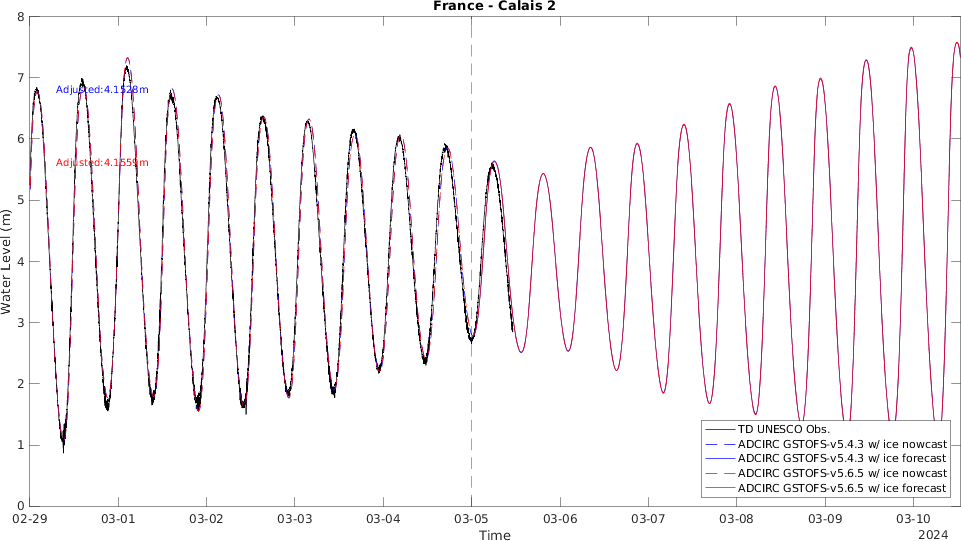 France - Calais 2
8
7
6
5
4
3
2
1
0
Water Level (m)
Adjusted:4.1528m
Adjusted:4.1559m
TD UNESCO Obs.
ADCIRC GSTOFS-v5.4.3 w/ ice nowcast
ADCIRC GSTOFS-v5.4.3 w/ ice forecast
ADCIRC GSTOFS-v5.6.5 w/ ice nowcast
ADCIRC GSTOFS-v5.6.5 w/ ice forecast
02-29 03-01 03-02 03-03 03-04 03-05 03-06 03-07 03-08 03-09 03-10
Time
2024